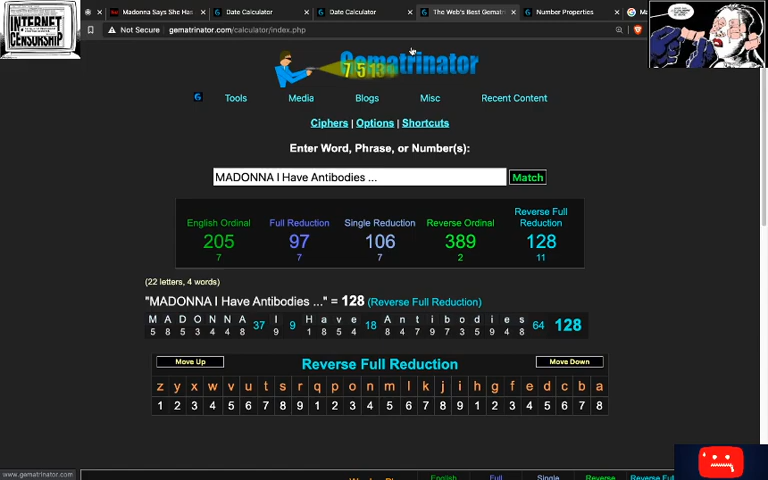 INTERNET
CENSURSHIP
Madonna Says She Has
Date Calculator
Date Calculator
The Web's Best Gemat
Number Properties
Not Secure
gematrinator.com/calculator/index.php
Gematrinator
Tools
Media
Blogs
Misc
Recent Content
Ciphers | Options | Shortcuts
Enter Word, Phrase, or Number(s):
MADONNA I Have Antibodies ...
Match
English Ordinal
Full Reduction
Single Reduction
Reverse Ordinal
Reverse Full Reduction
205
97
106
389
128
7
7
7
2
11
(22 letters, 4 words)
"MADONNA I Have Antibodies ..." = 128 (Reverse Full Reduction)
M A D O N N A 37 I 9 H a v e 18 A n t i b o d i e s 64 128
5 8 5 3 4 4 8 9 1 8 5 4 8 4 7 9 7 3 5 9 4 8
Move Up
Reverse Full Reduction
Move Down
z y x w v u t s r q p o n m l k j i h g f e d c b a
1 2 3 4 5 6 7 8 9 1 2 3 4 5 6 7 8 9 1 2 3 4 5 6 7 8
www.gematrinator.com
English
Full
Single
Reverse
Reverse Full